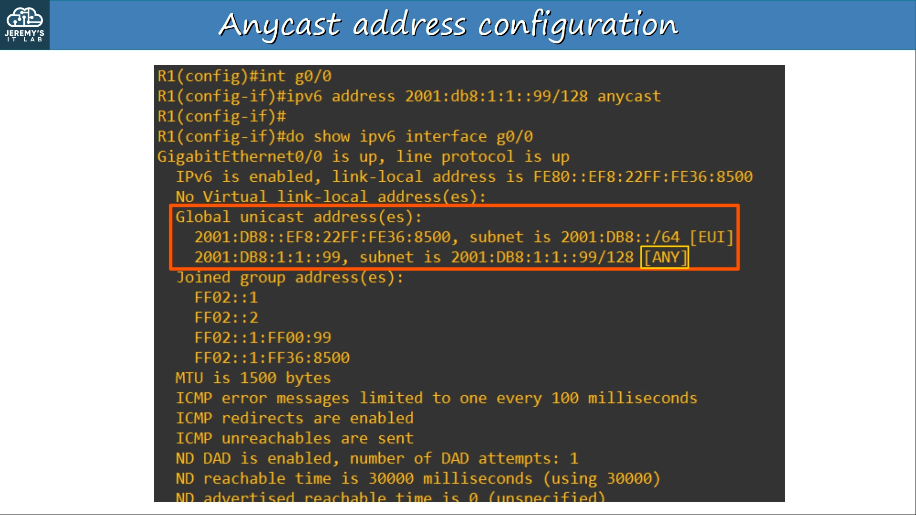 JEREMY'S
IT LAB
Anycast address configuration
R1(config)#int g0/0
R1(config-if)#ipv6 address 2001:db8:1:1::99/128 anycast
R1(config-if)#
R1(config-if)#do show ipv6 interface g0/0
GigabitEthernet0/0 is up, line protocol is up
IPv6 is enabled, link-local address is FE80::EF8:22FF:FE36:8500
No Virtual link-local address(es):
Global unicast address(es):
2001:DB8::EF8:22FF:FE36:8500, subnet is 2001:DB8::/64 [EUI]
2001:DB8:1:1::99, subnet is 2001:DB8:1:1::99/128 [ANY]
Joined group address(es):
FF02::1
FF02::2
FF02::1:FF00:99
FF02::1:FF36:8500
MTU is 1500 bytes
ICMP error messages limited to one every 100 milliseconds
ICMP redirects are enabled
ICMP unreachables are sent
ND DAD is enabled, number of DAD attempts: 1
ND reachable time is 30000 milliseconds (using 30000)
ND advertised reachable time is 0 (unspecified)